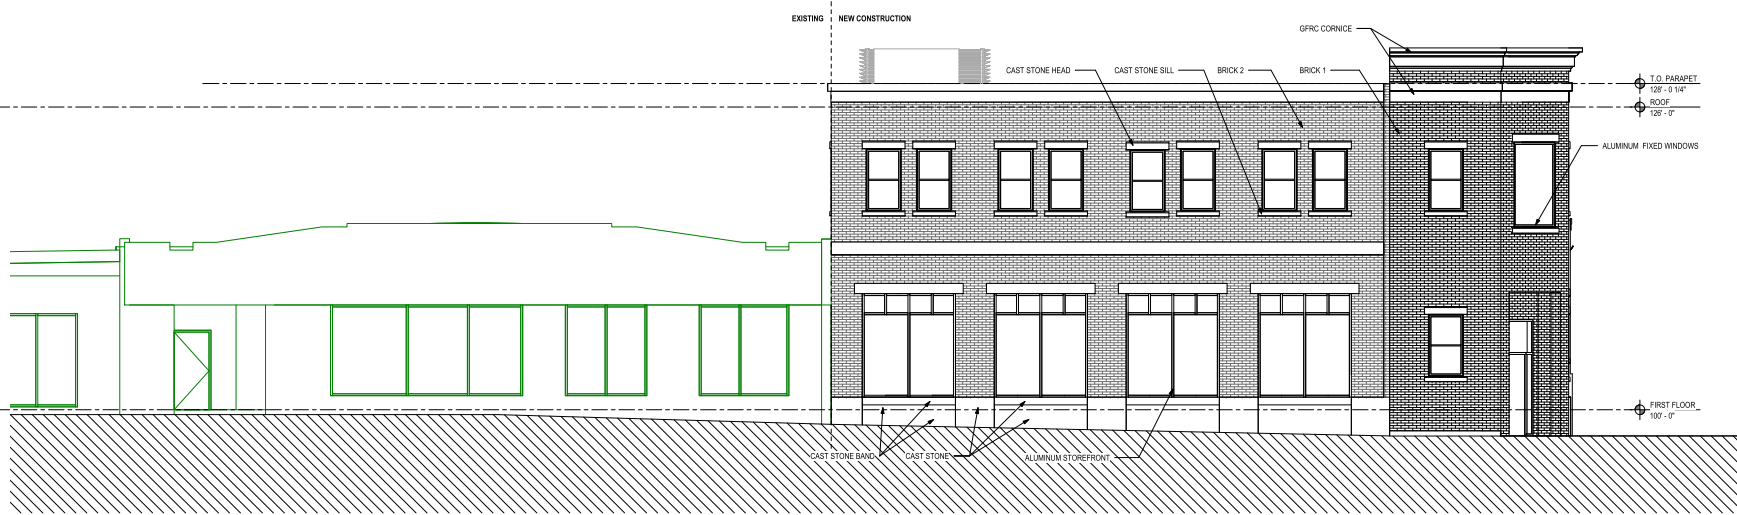 EXISTING
NEW CONSTRUCTION
GFRC CORNICE
CAST STONE HEAD
CAST STONE SILL
BRICK 2
BRICK 1
T.O. PARAPET
128' - 0 1/4"
ROOF
126' - 0"
ALUMINUM FIXED WINDOWS
FIRST FLOOR
100' - 0"
CAST STONE BAND
CAST STONE
ALUMINUM STOREFRONT